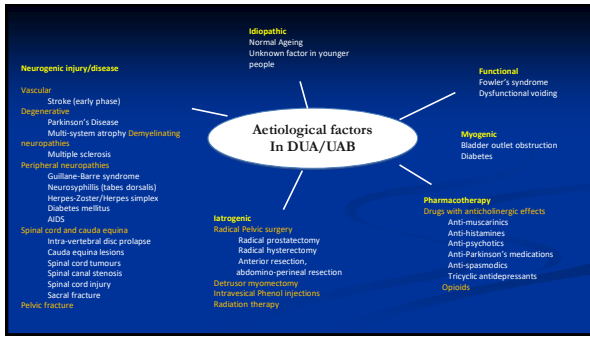 Idiopathic
Normal Ageing
Unknown factor in younger
people
Neurogenic injury/disease
Vascular
Stroke (early phase)
Degenerative
Parkinson's Disease
Multi-system atrophy Demyelinating
neuropathies
Multiple sclerosis
Peripheral neuropathies
Guillane-Barre syndrome
Neurosyphillis (tabes dorsalis)
Herpes-Zoster/Herpes simplex
Diabetes mellitus
AIDS
Spinal cord and cauda equina
Intra-vertebral disc prolapse
Cauda equina lesions
Spinal cord tumours
Spinal canal stenosis
Spinal cord injury
Sacral fracture
Pelvic fracture
Aetiological factors
In DUA/UAB
Functional
Fowler's syndrome
Dysfunctional voiding
Myogenic
Bladder outlet obstruction
Diabetes
Iatrogenic
Radical Pelvic surgery
Radical prostatectomy
Radical hysterectomy
Anterior resection,
abdomino-perineal resection
Detrusor myomectomy
Intravesical Phenol injections
Radiation therapy
Pharmacotherapy
Drugs with anticholinergic effects
Anti-muscarinics
Anti-histamines
Anti-psychotics
Anti-Parkinson's medications
Anti-spasmodics
Tricyclic antidepressants
Opioids